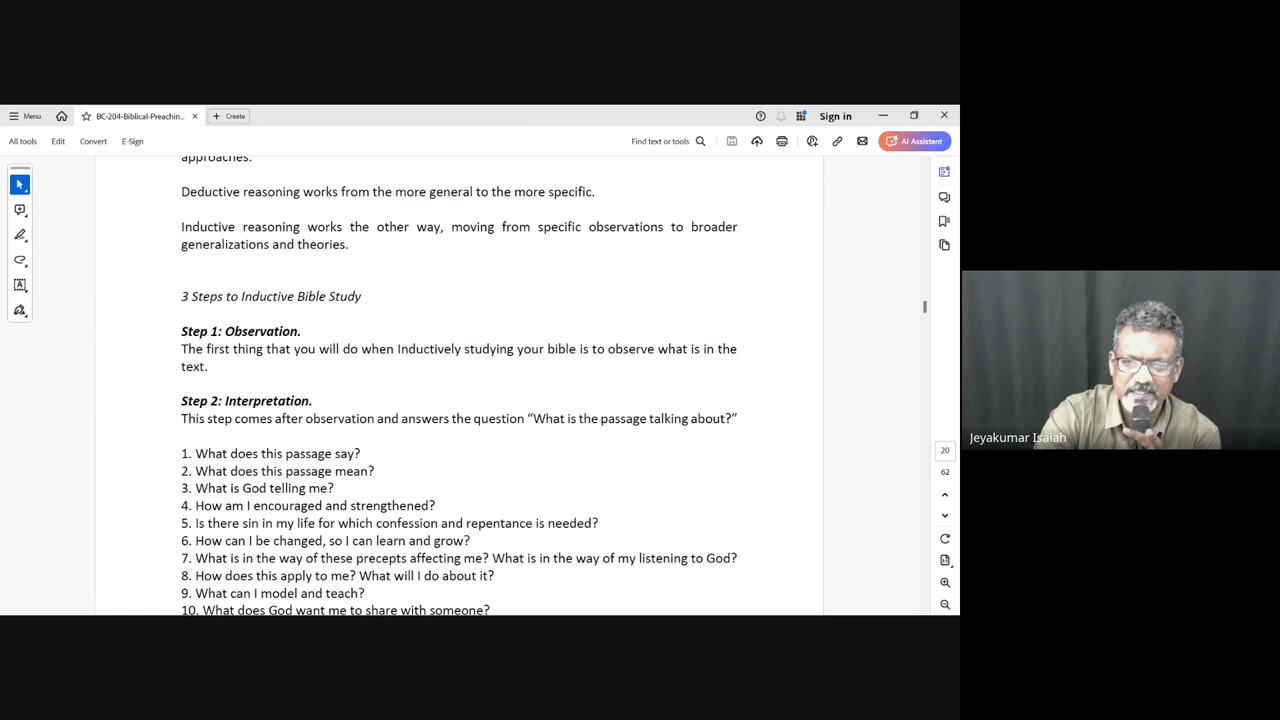 Menu
BC-204-Biblical-Preachin...
Create
Sign in
All tools
Edit
Convert
E-Sign
Find text or tools
AI Assistant
approaches.
Deductive reasoning works from the more general to the more specific.
Inductive reasoning works the other way, moving from specific observations to broader
generalizations and theories.
3 Steps to Inductive Bible Study
Step 1: Observation.
The first thing that you will do when Inductively studying your bible is to observe what is in the
text.
Step 2: Interpretation.
This step comes after observation and answers the question “What is the passage talking about?”
1. What does this passage say?
2. What does this passage mean?
3. What is God telling me?
4. How am I encouraged and strengthened?
5. Is there sin in my life for which confession and repentance is needed?
6. How can I be changed, so I can learn and grow?
7. What is in the way of these precepts affecting me? What is in the way of my listening to God?
8. How does this apply to me? What will I do about it?
9. What can I model and teach?
10. What does God want me to share with someone?
20
62
Jeyakumar Isaiah